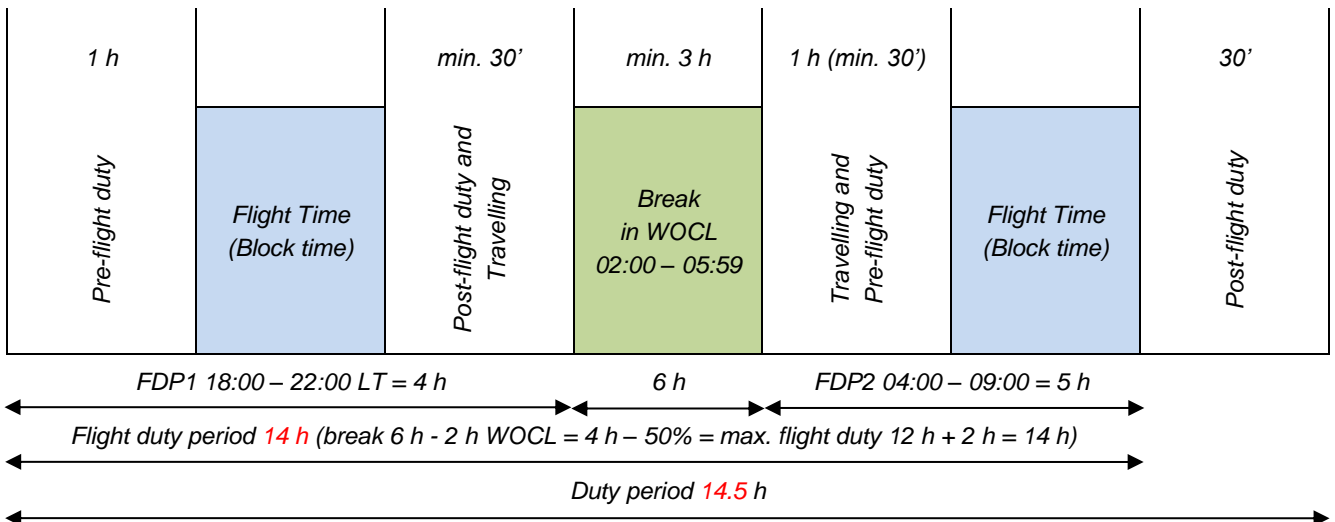 1 h
min. 30’
min. 3 h
1 h (min. 30’)
30’
Pre-flight duty
Flight Time
(Block time)
Post-flight duty and
Travelling
Break
in WOCL
02:00 – 05:59
Travelling and
Pre-flight duty
Flight Time
(Block time)
Post-flight duty
FDP1 18:00 – 22:00 LT = 4 h
6 h
FDP2 04:00 – 09:00 = 5 h
Flight duty period 14 h (break 6 h - 2 h WOCL = 4 h – 50% = max. flight duty 12 h + 2 h = 14 h)
Duty period 14.5 h